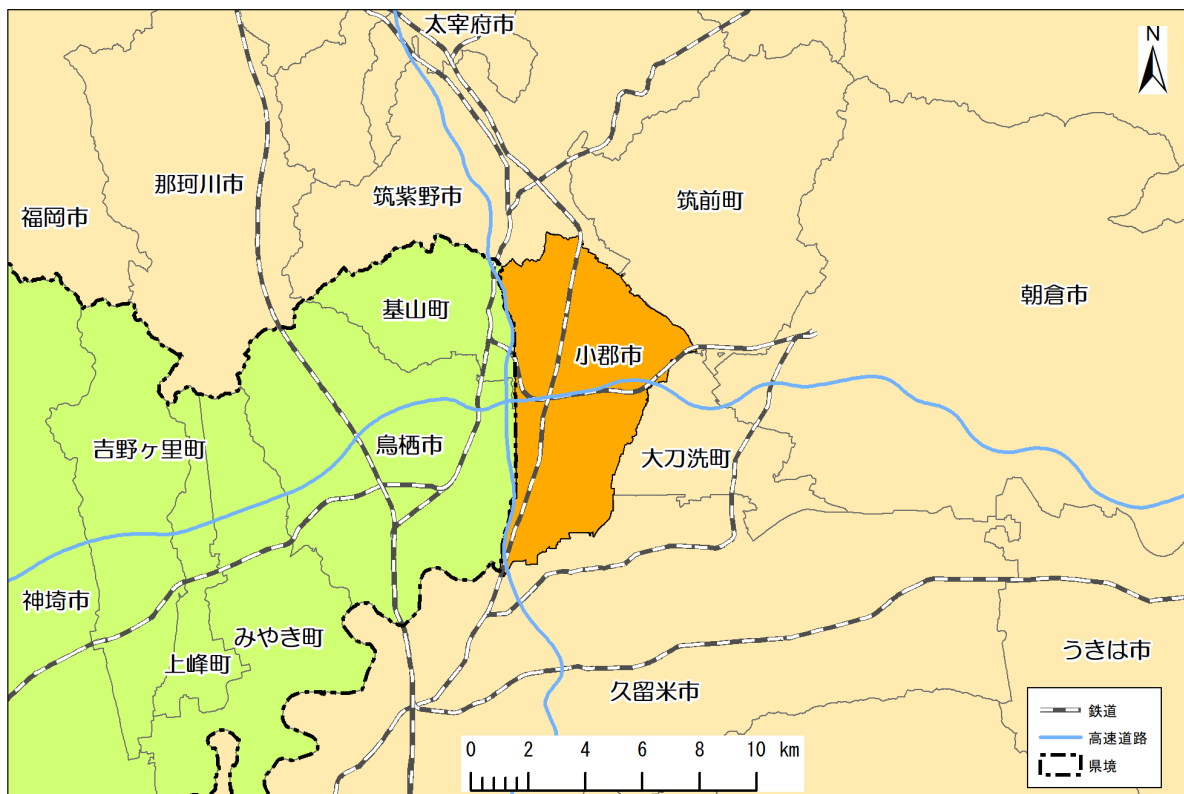 太宰府市
N
那珂川市
筑紫野市
筑前町
福岡市
基山町
朝倉市
小郡市
吉野ヶ里町
鳥栖市
大刀洗町
神埼市
みやき町
上峰町
うきは市
久留米市
鉄道
高速道路
県境
0 2 4 6 8 10 km